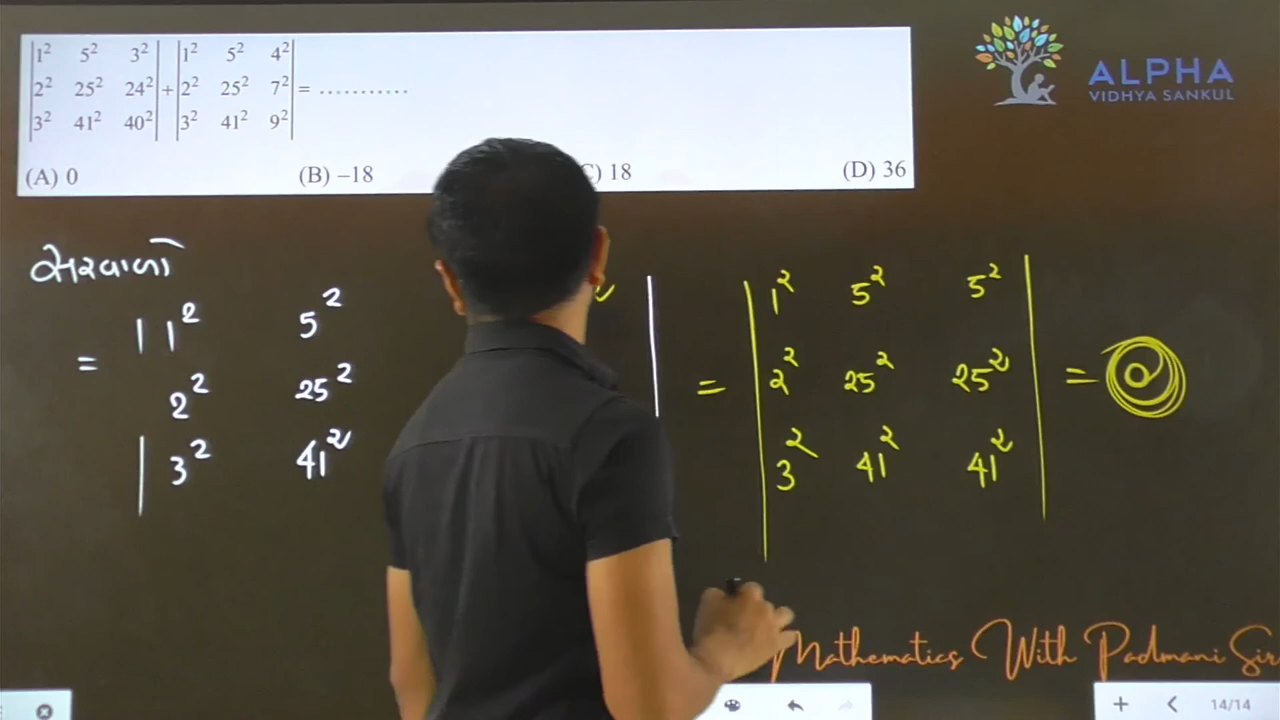 |1² 5² 3²| |1² 5² 4²|
|2² 25² 24²| + |2² 25² 7²| = ...........
|3² 41² 40²| |3² 41² 9²|
(A) 0 (B) –18 C) 18 (D) 36
ALPHA
VIDHYA SANKUL
સરવાળો
= | 1² 5² | = | 1² 5² 5² | = 0
2² 25² 2² 25² 25²
| 3² 41² 3² 41² 41²
Mathematics With Padmani Sir
14/14